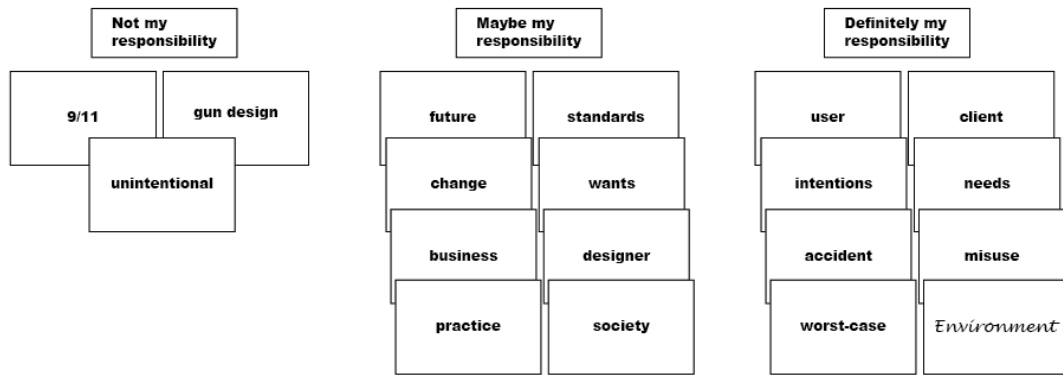 Not my
responsibility
9/11
gun design
unintentional
Maybe my
responsibility
future
standards
change
wants
business
designer
practice
society
Definitely my
responsibility
user
client
intentions
needs
accident
misuse
worst-case
Environment